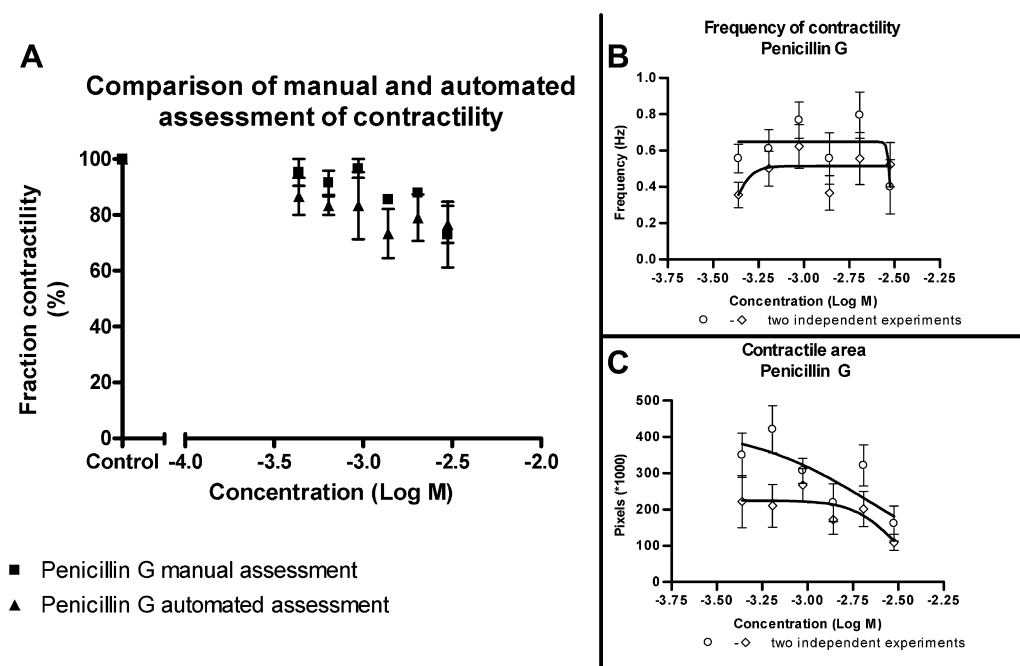 A
Comparison of manual and automated
assessment of contractility
Fraction contractility
(%)
100
80
60
40
20
0
Control -4.0 -3.5 -3.0 -2.5 -2.0
Concentration (Log M)
Penicillin G manual assessment
Penicillin G automated assessment
B
Frequency of contractility
Penicillin G
Frequency (Hz)
1.0
0.8
0.6
0.4
0.2
0.0
-3.75 -3.50 -3.25 -3.00 -2.75 -2.50 -2.25
Concentration (Log M)
two independent experiments
C
Contractile area
Penicillin G
Pixels (*1000)
500
400
300
200
100
0
-3.75 -3.50 -3.25 -3.00 -2.75 -2.50 -2.25
Concentration (Log M)
two independent experiments